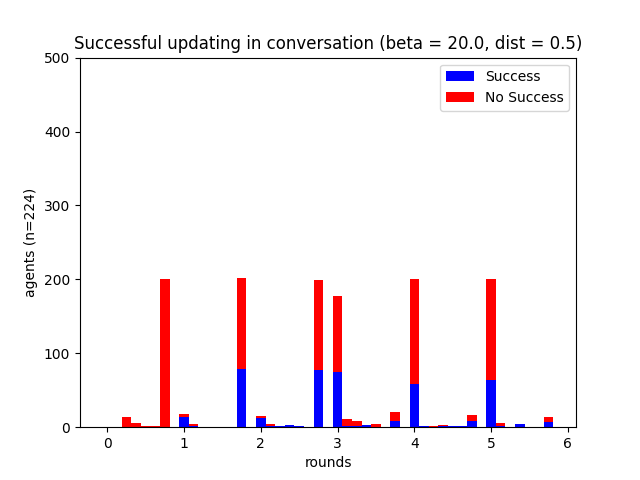 Successful updating in conversation (beta = 20.0, dist = 0.5)
Success
No Success
500
400
300
200
100
0
agents (n=224)
0 1 2 3 4 5 6
rounds